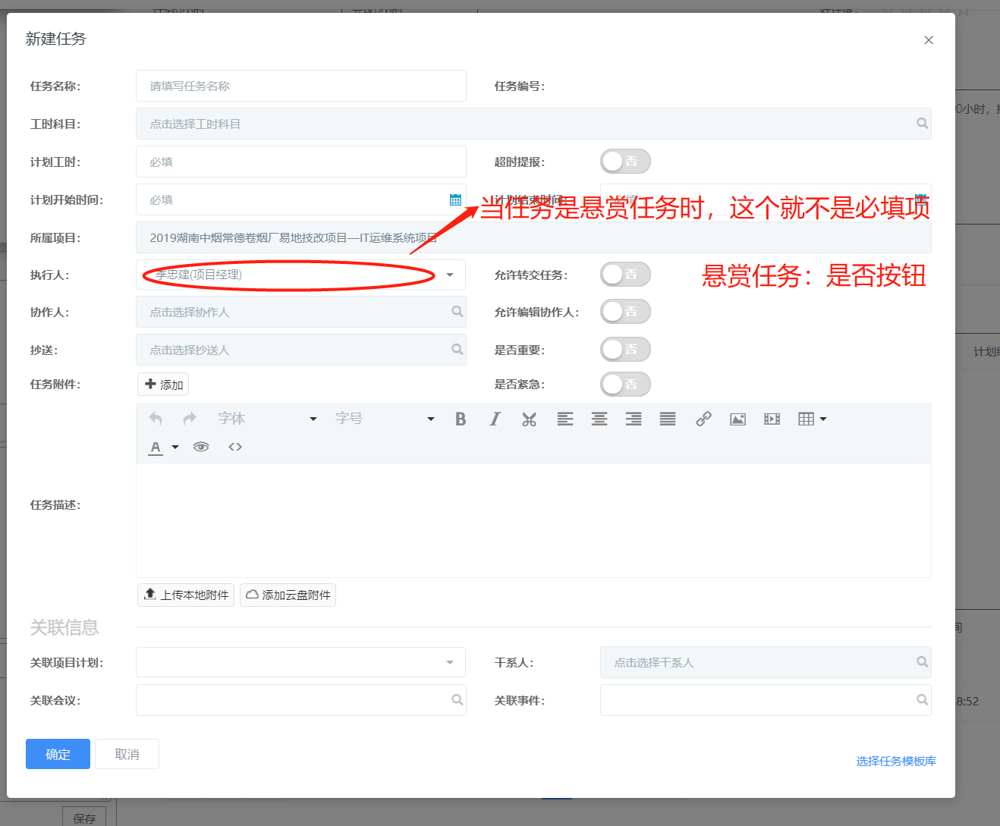 新建任务
任务名称：
请填写任务名称
任务编号：
工时科目：
点击选择工时科目
0小时，
计划工时：
必填
超时提报：
否
计划开始时间：
必填
计划结束时间：
当任务是悬赏任务时，这个就不是必填项
所属项目：
2019湖南中烟常德卷烟厂易地技改项目—IT运维系统项目
执行人：
李忠建(项目经理)
允许转交任务：
否
悬赏任务：是否按钮
协作人：
点击选择协作人
允许编辑协作人：
否
抄送：
点击选择抄送人
是否重要：
否
计划
任务附件：
添加
是否紧急：
否
字体
字号
B
I
A
任务描述：
上传本地附件
添加云盘附件
关联信息
间
关联项目计划：
干系人：
点击选择干系人
关联会议：
关联事件：
8:52
确定
取消
选择任务模板库
保存